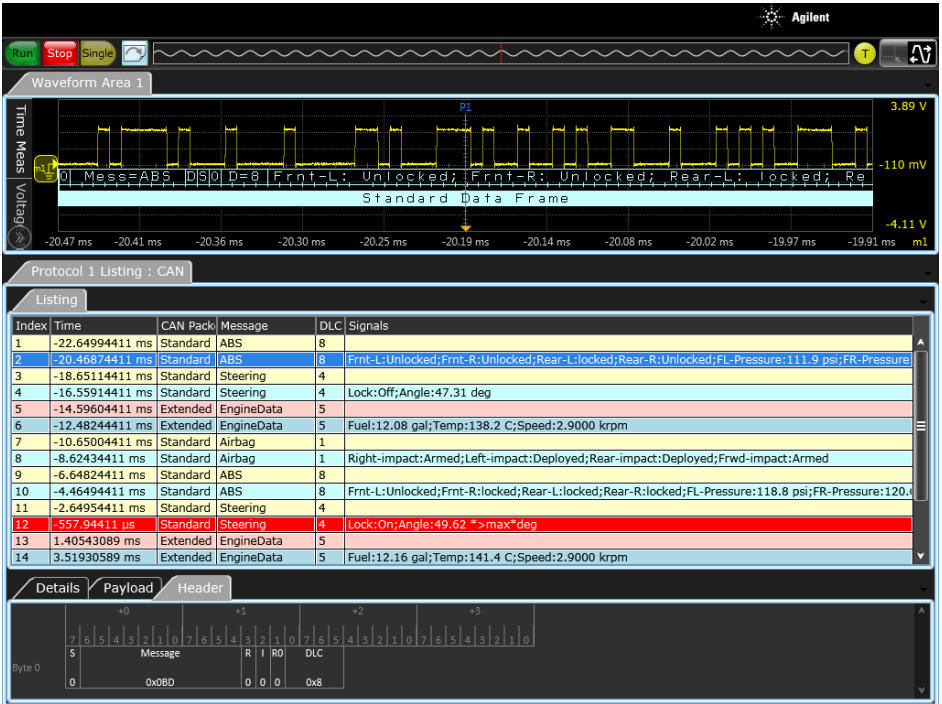 Agilent
Run Stop Single T
Waveform Area 1
Time Meas
Voltage
P1
3.89 V
m1
-110 mV
0 Mess=ABS D S 0 D=8 Frnt-L: Unlocked; Frnt-R: Unlocked; Rear-L: locked; Re
Standard Data Frame
-4.11 V
-20.47 ms -20.41 ms -20.36 ms -20.30 ms -20.25 ms -20.19 ms -20.14 ms -20.08 ms -20.02 ms -19.97 ms -19.91 ms m1
Protocol 1 Listing : CAN
Listing
Index Time CAN Pack Message DLC Signals
1 -22.64994411 ms Standard ABS 8
2 -20.46874411 ms Standard ABS 8 Frnt-L:Unlocked;Frnt-R:Unlocked;Rear-L:locked;Rear-R:Unlocked;FL-Pressure:111.9 psi;FR-Pressure:
3 -18.65114411 ms Standard Steering 4
4 -16.55914411 ms Standard Steering 4 Lock:Off;Angle:47.31 deg
5 -14.59604411 ms Extended EngineData 5
6 -12.48244411 ms Extended EngineData 5 Fuel:12.08 gal;Temp:138.2 C;Speed:2.9000 krpm
7 -10.65004411 ms Standard Airbag 1
8 -8.62434411 ms Standard Airbag 1 Right-impact:Armed;Left-impact:Deployed;Rear-impact:Deployed;Frwd-impact:Armed
9 -6.64824411 ms Standard ABS 8
10 -4.46494411 ms Standard ABS 8 Frnt-L:Unlocked;Frnt-R:locked;Rear-L:locked;Rear-R:locked;FL-Pressure:118.8 psi;FR-Pressure:120.
11 -2.64954411 ms Standard Steering 4
12 -557.94411 µs Standard Steering 4 Lock:On;Angle:49.62 *>max*deg
13 1.40543089 ms Extended EngineData 5
14 3.51930589 ms Extended EngineData 5 Fuel:12.16 gal;Temp:141.4 C;Speed:2.9000 krpm
Details Payload Header
+0 +1 +2 +3
7 6 5 4 3 2 1 0 7 6 5 4 3 2 1 0 7 6 5 4 3 2 1 0 7 6 5 4 3 2 1 0
S Message R I R0 DLC
Byte 0
0 0x0BD 0 0 0 0x8